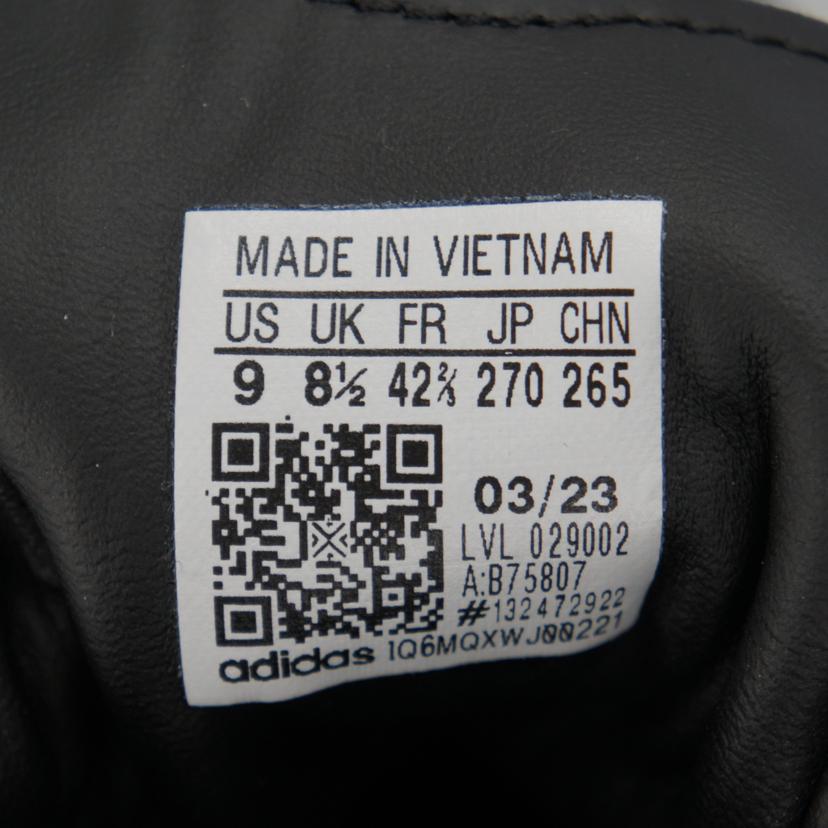 MADE IN VIETNAM
US UK FR JP CHN
9 8½ 42⅔ 270 265
03/23
LVL 029002
A:B75807
#132472922
adidas 1Q6MQXWJ00221